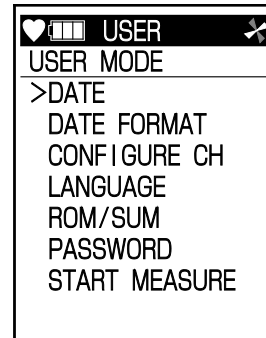 USER
USER MODE
>DATE
DATE FORMAT
CONFIGURE CH
LANGUAGE
ROM/SUM
PASSWORD
START MEASURE